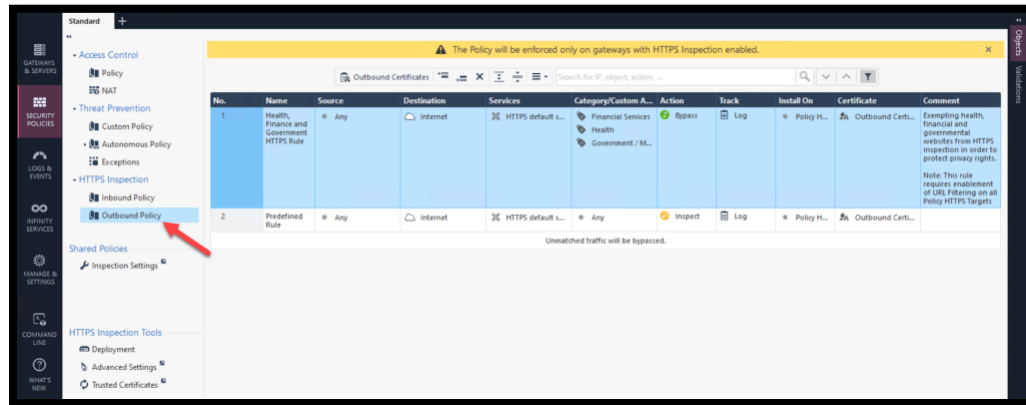 Standard
GATEWAYS
& SERVERS
SECURITY
POLICIES
LOGS &
EVENTS
INFINITY
SERVICES
MANAGE &
SETTINGS
COMMAND
LINE
WHAT'S
NEW
Access Control
Policy
NAT
Threat Prevention
Custom Policy
Autonomous Policy
Exceptions
HTTPS Inspection
Inbound Policy
Outbound Policy
Shared Policies
Inspection Settings
HTTPS Inspection Tools
Deployment
Advanced Settings
Trusted Certificates
The Policy will be enforced only on gateways with HTTPS Inspection enabled.
Outbound Certificates
Search for IP, object, action, ...
No. Name Source Destination Services Category/Custom A... Action Track Install On Certificate Comment
1 Health, Finance and Government HTTPS Rule Any Internet HTTPS default s... Financial Services Bypass Log Policy H... Outbound Certi...
Health
Government / M...
Exempting health,
financial and
governmental
websites from HTTPS
inspection in order to
protect privacy rights.
Note: This rule
requires enablement
of URL Filtering on all
Policy HTTPS Targets
2 Predefined Rule Any Internet HTTPS default s... Any Inspect Log Policy H... Outbound Certi...
Unmatched traffic will be bypassed.
Objects
Validations